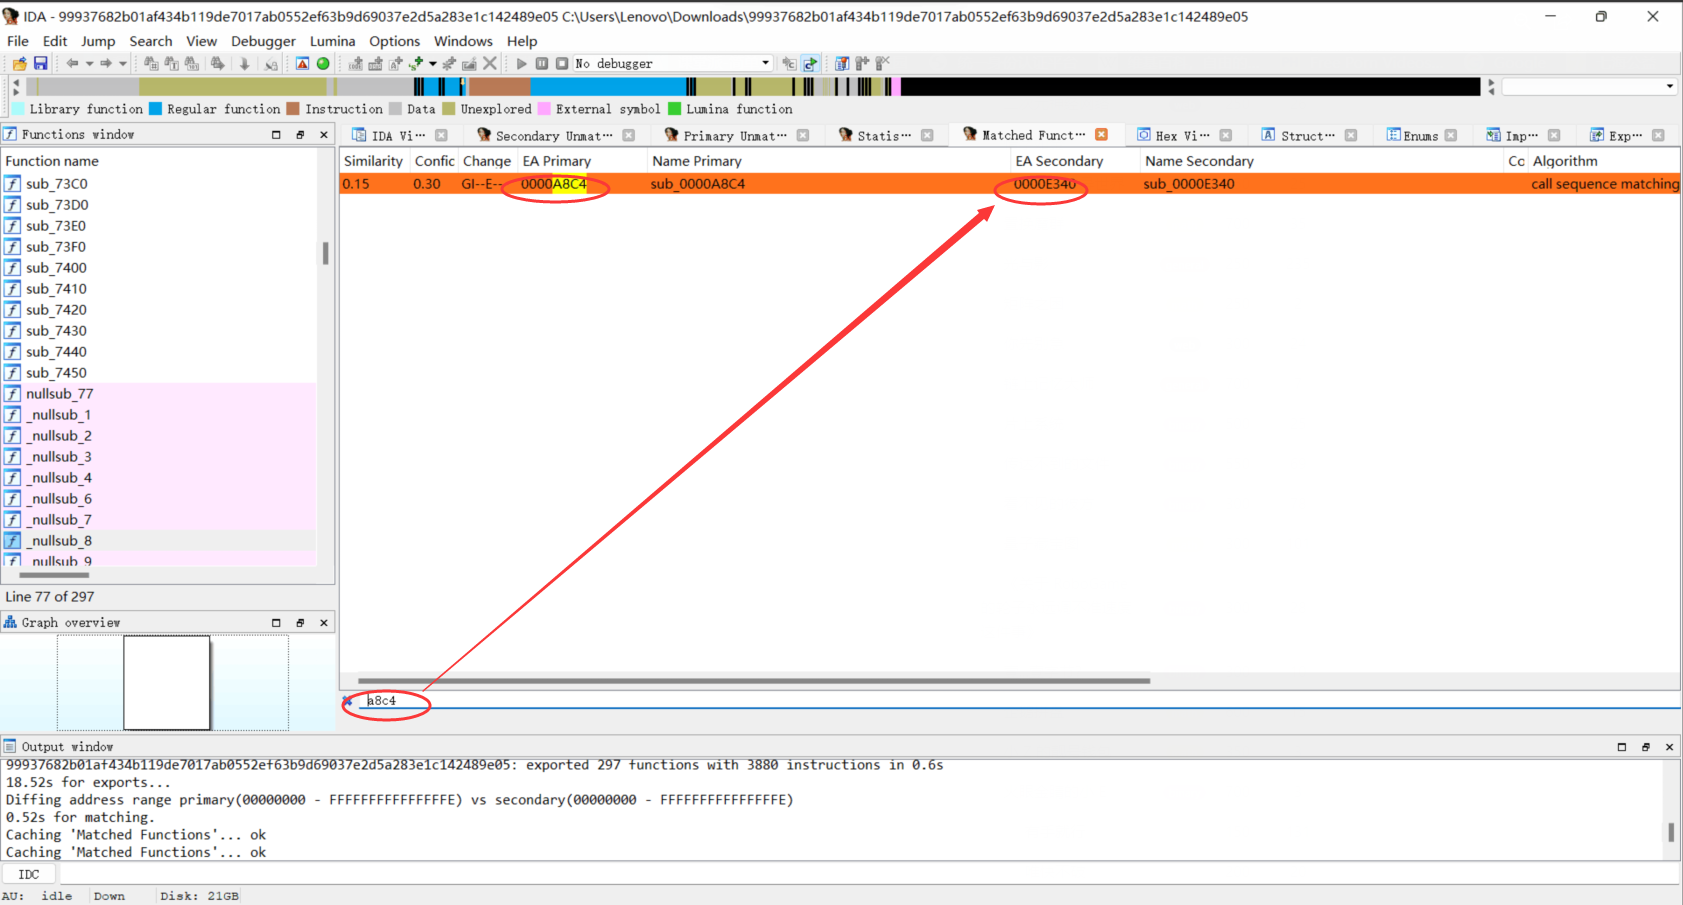 IDA - 99937682b01af434b119de7017ab0552ef63b9d69037e2d5a283e1c142489e05 C:\Users\Lenovo\Downloads\99937682b01af434b119de7017ab0552ef63b9d69037e2d5a283e1c142489e05
File Edit Jump Search View Debugger Lumina Options Windows Help
No debugger
Library function Regular function Instruction Data Unexplored External symbol Lumina function
Functions window
IDA Vi··· Secondary Unmat··· Primary Unmat··· Statis··· Matched Funct··· Hex Vi··· Struct··· Enums Imp··· Exp···
Function name
Similarity Confic Change EA Primary Name Primary EA Secondary Name Secondary Cc Algorithm
0.15 0.30 GI--E-- 0000A8C4 sub_0000A8C4 0000E340 sub_0000E340 call sequence matching
sub_73C0
sub_73D0
sub_73E0
sub_73F0
sub_7400
sub_7410
sub_7420
sub_7430
sub_7440
sub_7450
nullsub_77
_nullsub_1
_nullsub_2
_nullsub_3
_nullsub_4
_nullsub_6
_nullsub_7
_nullsub_8
_nullsub_9
Line 77 of 297
Graph overview
a8c4
Output window
99937682b01af434b119de7017ab0552ef63b9d69037e2d5a283e1c142489e05: exported 297 functions with 3880 instructions in 0.6s
18.52s for exports...
Diffing address range primary(00000000 - FFFFFFFFFFFFFFFE) vs secondary(00000000 - FFFFFFFFFFFFFFFE)
0.52s for matching.
Caching 'Matched Functions'... ok
Caching 'Matched Functions'... ok
IDC
AU: idle Down Disk: 21GB